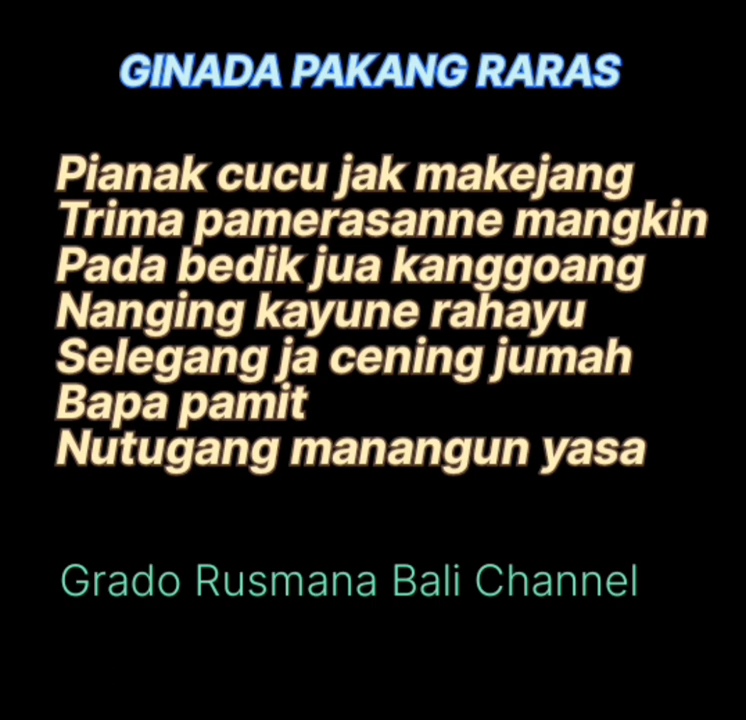 GINADA PAKANG RARAS
Pianak cucu jak makejang
Trima pamerasanne mangkin
Pada bedik jua kanggoang
Nanging kayune rahayu
Selegang ja cening jumah
Bapa pamit
Nutugang manangun yasa
Grado Rusmana Bali Channel